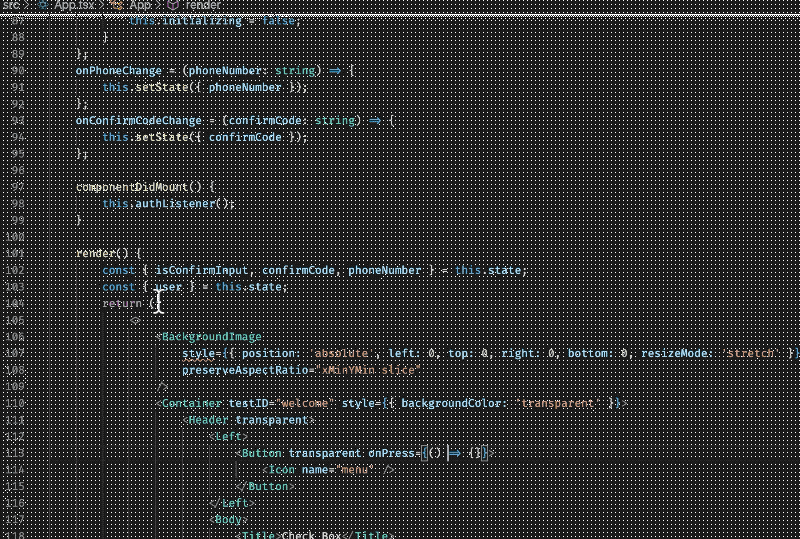 src > App.tsx > App > render
87 this.initializing = false;
88 }
89 };
90 onPhoneChange = (phoneNumber: string) => {
91 this.setState({ phoneNumber });
92 };
93 onConfirmCodeChange = (confirmCode: string) => {
94 this.setState({ confirmCode });
95 };
96
97 componentDidMount() {
98 this.authListener();
99 }
100
101 render() {
102 const { isConfirmInput, confirmCode, phoneNumber } = this.state;
103 const { user } = this.state;
104 return (
105 <>
106 <BackgroundImage
107 style={{ position: 'absolute', left: 0, top: 0, right: 0, bottom: 0, resizeMode: 'stretch' }}
108 preserveAspectRatio="xMinYMin slice"
109 />
110 <Container testID="welcome" style={{ backgroundColor: 'transparent' }}>
111 <Header transparent>
112 <Left>
113 <Button transparent onPress={() => {}}>
114 <Icon name="menu" />
115 </Button>
116 </Left>
117 <Body>
118 <Title>Check Box</Title>